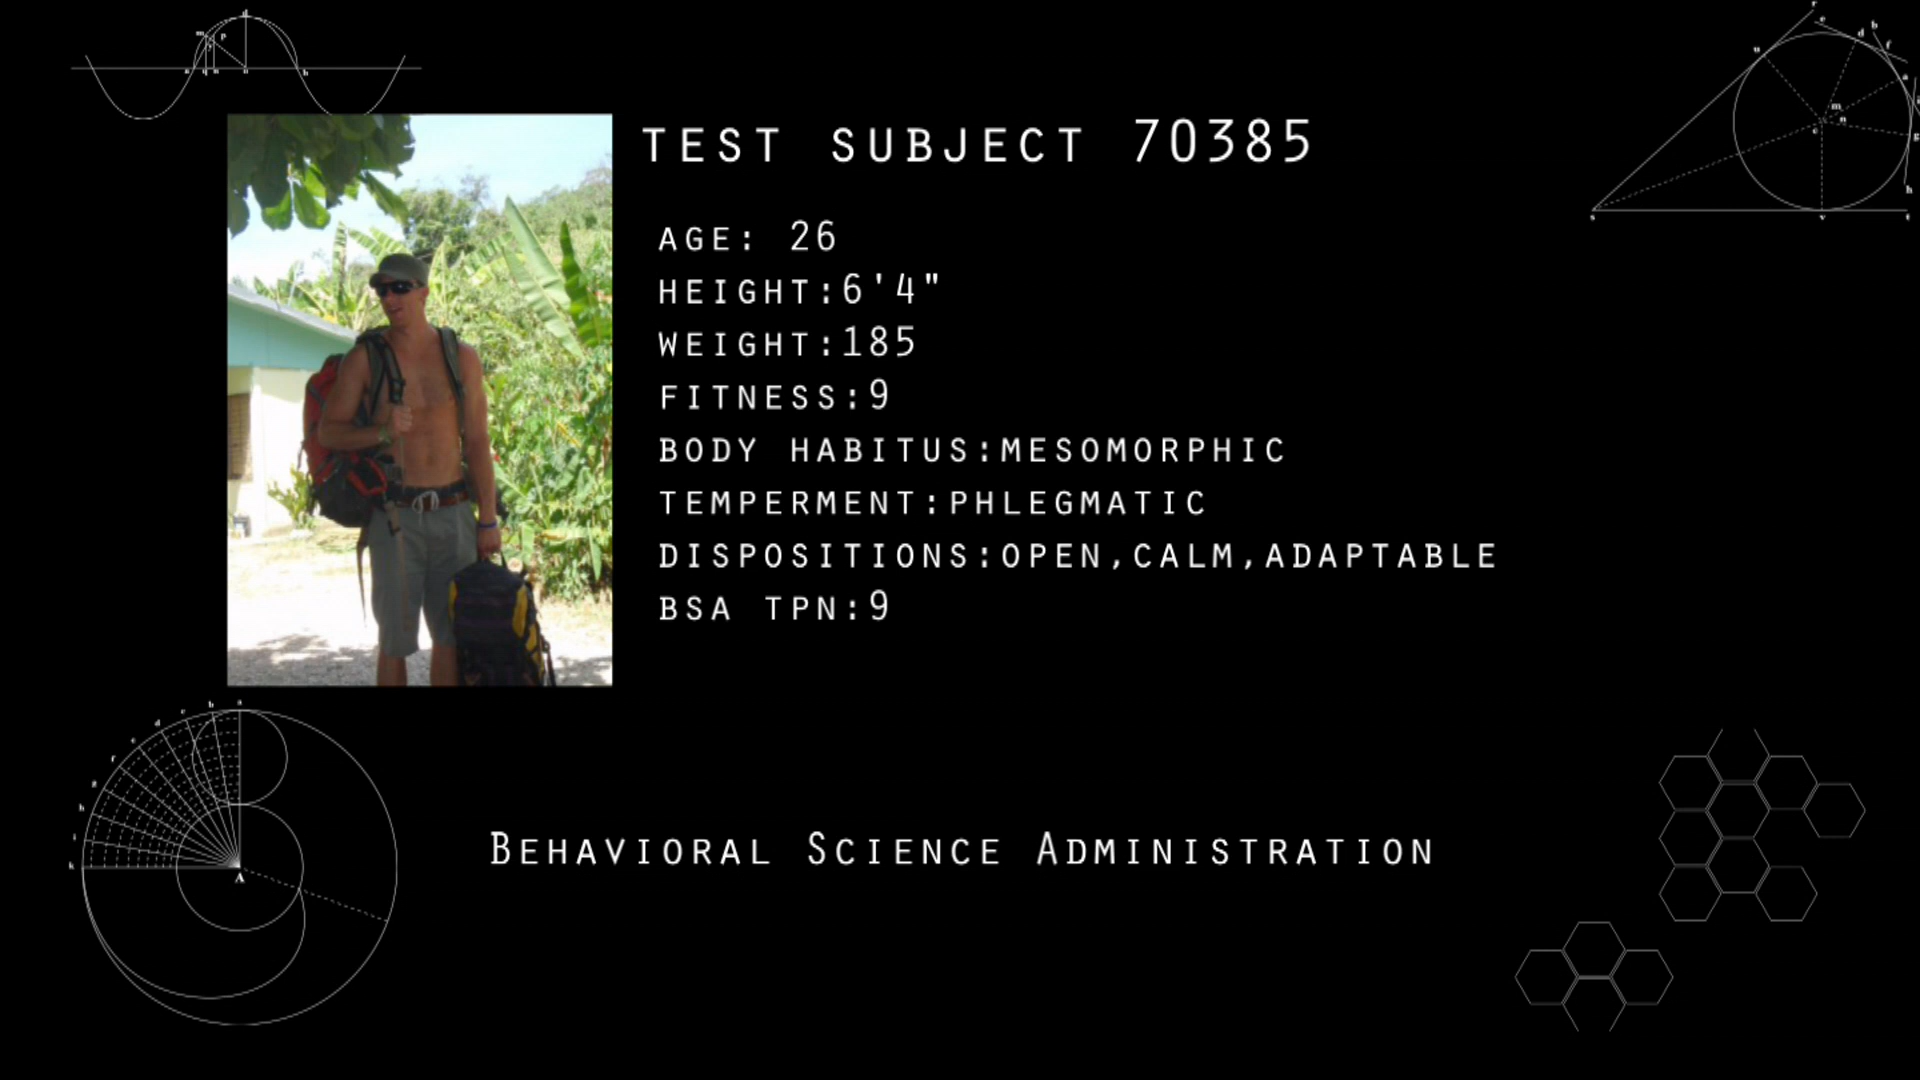 TEST SUBJECT 70385
AGE: 26
HEIGHT:6'4"
WEIGHT:185
FITNESS:9
BODY HABITUS:MESOMORPHIC
TEMPERMENT:PHLEGMATIC
DISPOSITIONS:OPEN,CALM,ADAPTABLE
BSA TPN:9
BEHAVIORAL SCIENCE ADMINISTRATION